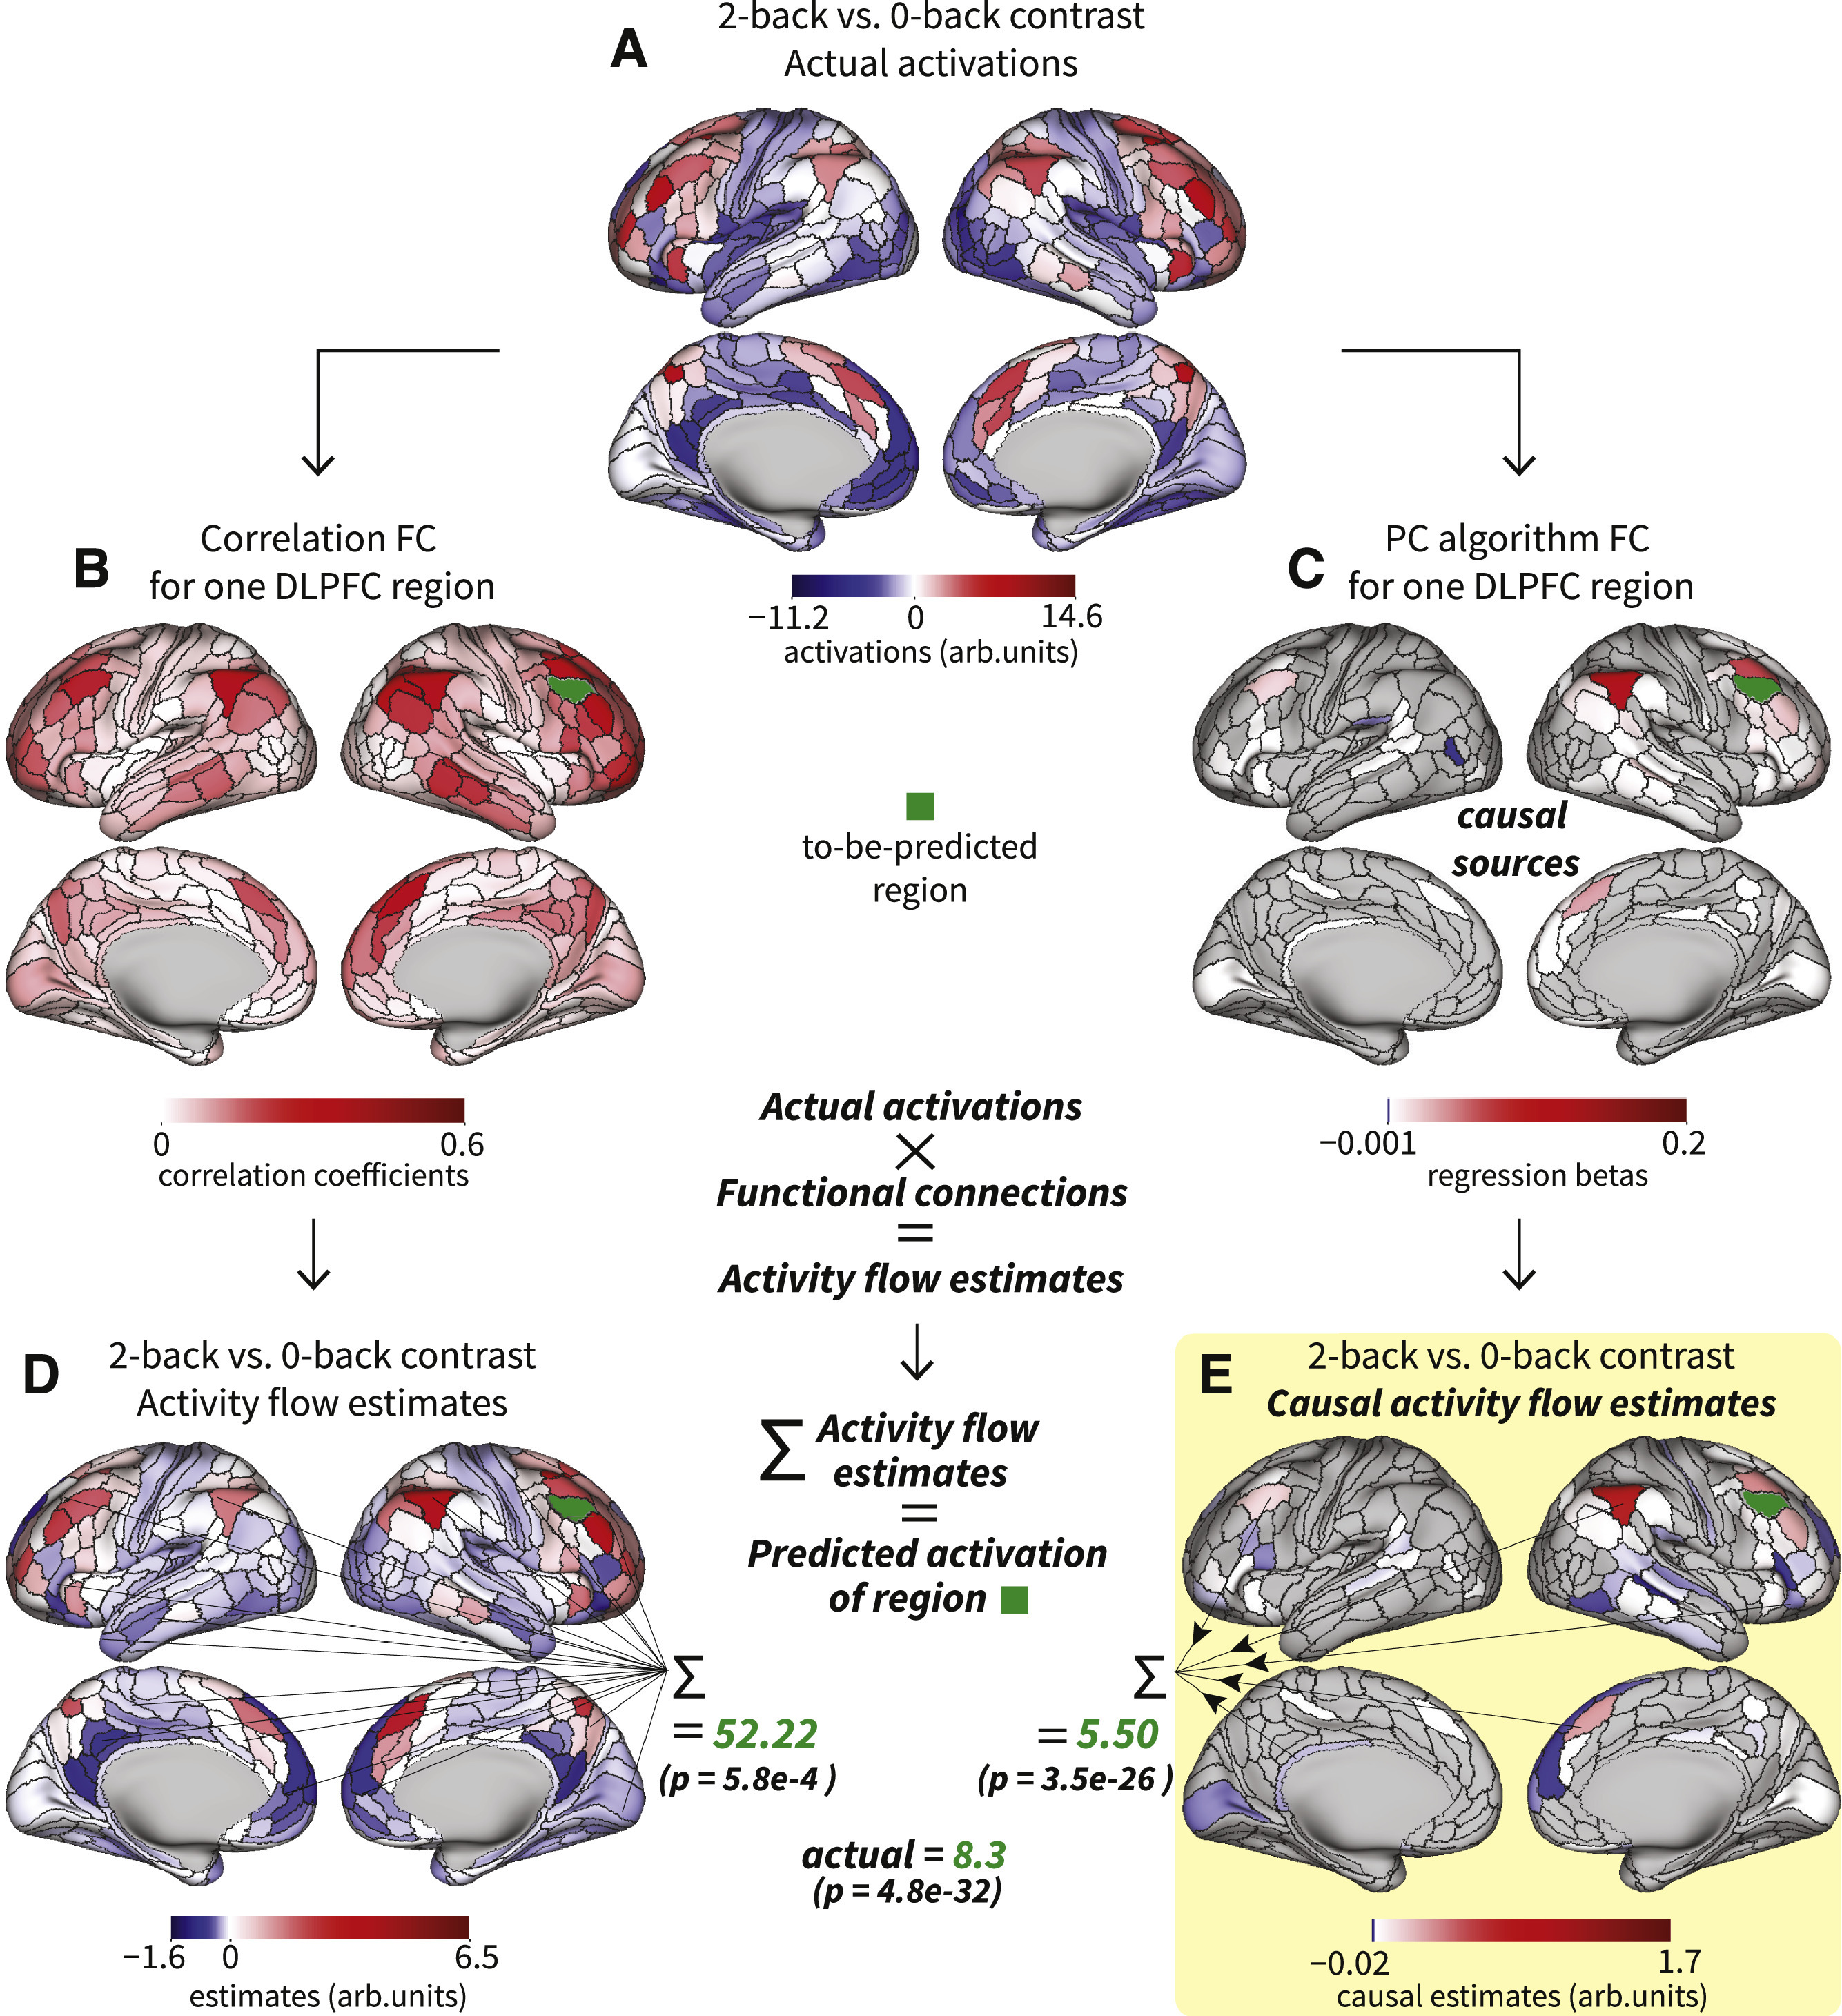 A
2-back vs. 0-back contrast
Actual activations
−11.2 0 14.6
activations (arb.units)
B
Correlation FC
for one DLPFC region
0 0.6
correlation coefficients
to-be-predicted
region
C
PC algorithm FC
for one DLPFC region
causal
sources
−0.001 0.2
regression betas
Actual activations
×
Functional connections
=
Activity flow estimates
∑ Activity flow
estimates
=
Predicted activation
of region
D
2-back vs. 0-back contrast
Activity flow estimates
∑
= 52.22
(p = 5.8e-4 )
−1.6 0 6.5
estimates (arb.units)
∑
= 5.50
(p = 3.5e-26 )
actual = 8.3
(p = 4.8e-32)
E
2-back vs. 0-back contrast
Causal activity flow estimates
−0.02 1.7
causal estimates (arb.units)